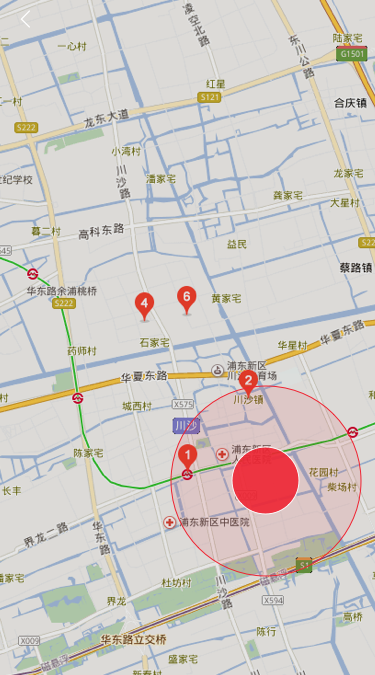 凌空北路
一心村
东川公路
陆家宅
G1501
红星
S121
合庆镇
龙东大道
S222
小湾村
川沙路
潘家宅
龙家宅
龚家宅
大星村
高科东路
暮二村
益民
蔡路镇
华东路余浦桃桥
S222
4
6
黄家宅
华夏东路
石家宅
华星村
药师村
浦东新区
华夏东路
2
川沙镇
城西村
X575
川沙
陈家宅
1
浦东新区
花园村
柴场村
长丰
界龙二路
浦东新区中医院
华东路
杜坊村
川沙路
S1
界龙
X594
高桥
陈行
X009
华东路立交桥
磁悬浮
盛家宅